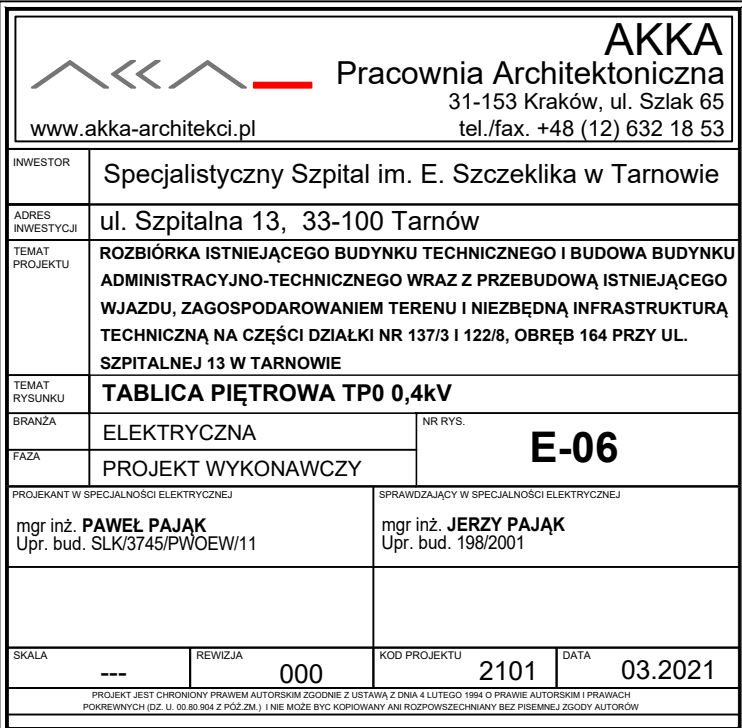 AKKA
Pracownia Architektoniczna
31-153 Kraków, ul. Szlak 65
www.akka-architekci.pl
tel./fax. +48 (12) 632 18 53
INWESTOR
Specjalistyczny Szpital im. E. Szczeklika w Tarnowie
ADRES
INWESTYCJI
ul. Szpitalna 13, 33-100 Tarnów
TEMAT
PROJEKTU
ROZBIÓRKA ISTNIEJĄCEGO BUDYNKU TECHNICZNEGO I BUDOWA BUDYNKU
ADMINISTRACYJNO-TECHNICZNEGO WRAZ Z PRZEBUDOWĄ ISTNIEJĄCEGO
WJAZDU, ZAGOSPODAROWANIEM TERENU I NIEZBĘDNĄ INFRASTRUKTURĄ
TECHNICZNĄ NA CZĘŚCI DZIAŁKI NR 137/3 I 122/8, OBRĘB 164 PRZY UL.
SZPITALNEJ 13 W TARNOWIE
TEMAT
RYSUNKU
TABLICA PIĘTROWA TP0 0,4kV
BRANŻA
ELEKTRYCZNA
NR RYS.
E-06
FAZA
PROJEKT WYKONAWCZY
PROJEKANT W SPECJALNOŚCI ELEKTRYCZNEJ
mgr inż. PAWEŁ PAJĄK
Upr. bud. SLK/3745/PWOEW/11
SPRAWDZAJĄCY W SPECJALNOŚCI ELEKTRYCZNEJ
mgr inż. JERZY PAJĄK
Upr. bud. 198/2001
SKALA
---
REWIZJA
000
KOD PROJEKTU
2101
DATA
03.2021
PROJEKT JEST CHRONIONY PRAWEM AUTORSKIM ZGODNIE Z USTAWĄ Z DNIA 4 LUTEGO 1994 O PRAWIE AUTORSKIM I PRAWACH
POKREWNYCH (DZ. U. 00.80.904 Z PÓŻ.ZM.) I NIE MOŻE BYC KOPIOWANY ANI ROZPOWSZECHNIANY BEZ PISEMNEJ ZGODY AUTORÓW